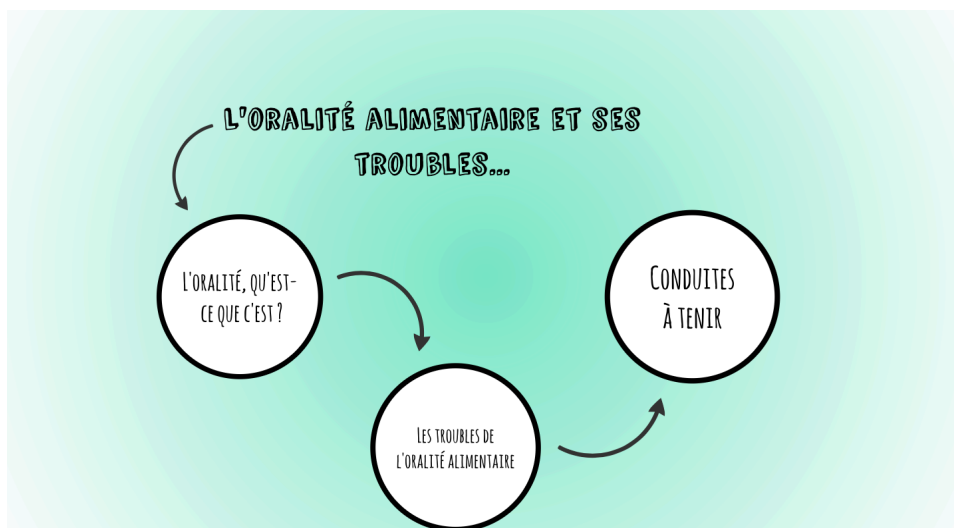 L'ORALITÉ ALIMENTAIRE ET SES
TROUBLES...
L'ORALITÉ, QU'EST-
CE QUE C'EST ?
LES TROUBLES DE
L'ORALITÉ ALIMENTAIRE
CONDUITES
À TENIR